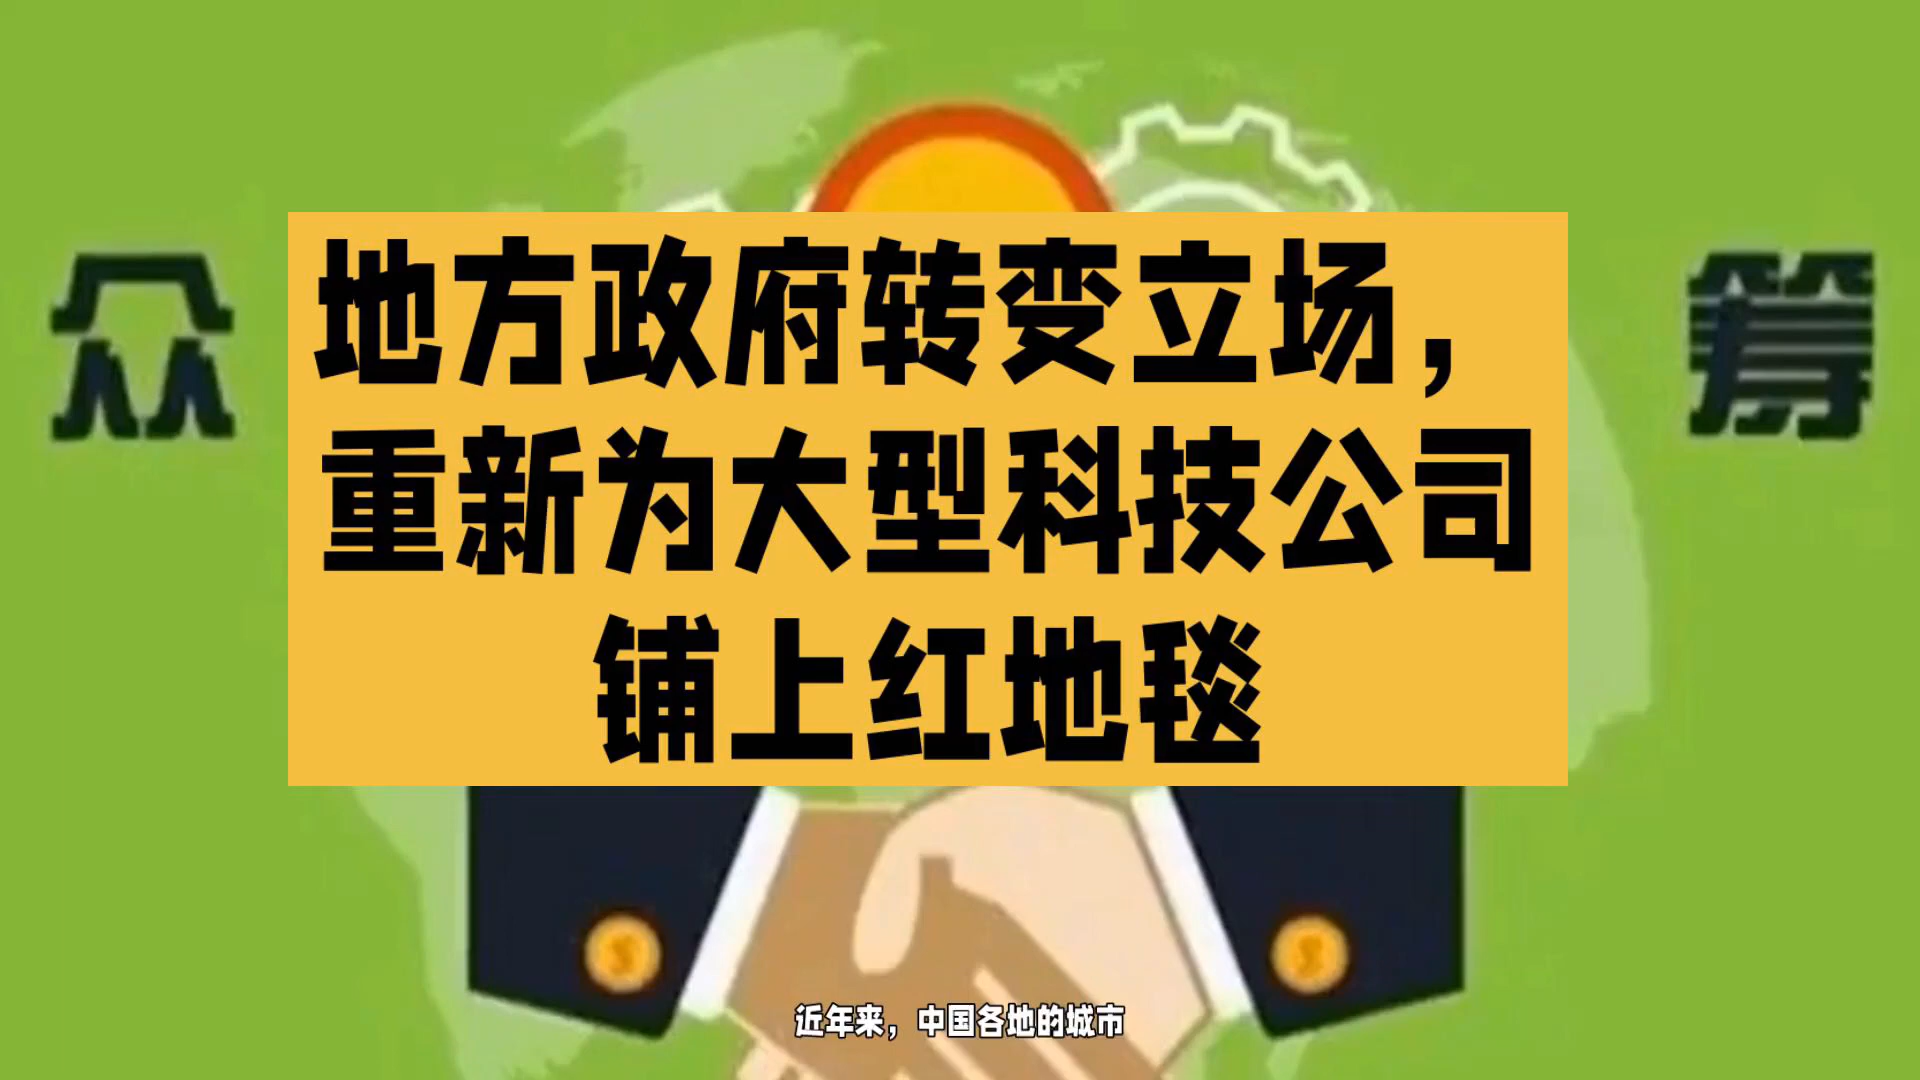 众
筹
地方政府转变立场，
重新为大型科技公司
铺上红地毯
近年来，中国各地的城市